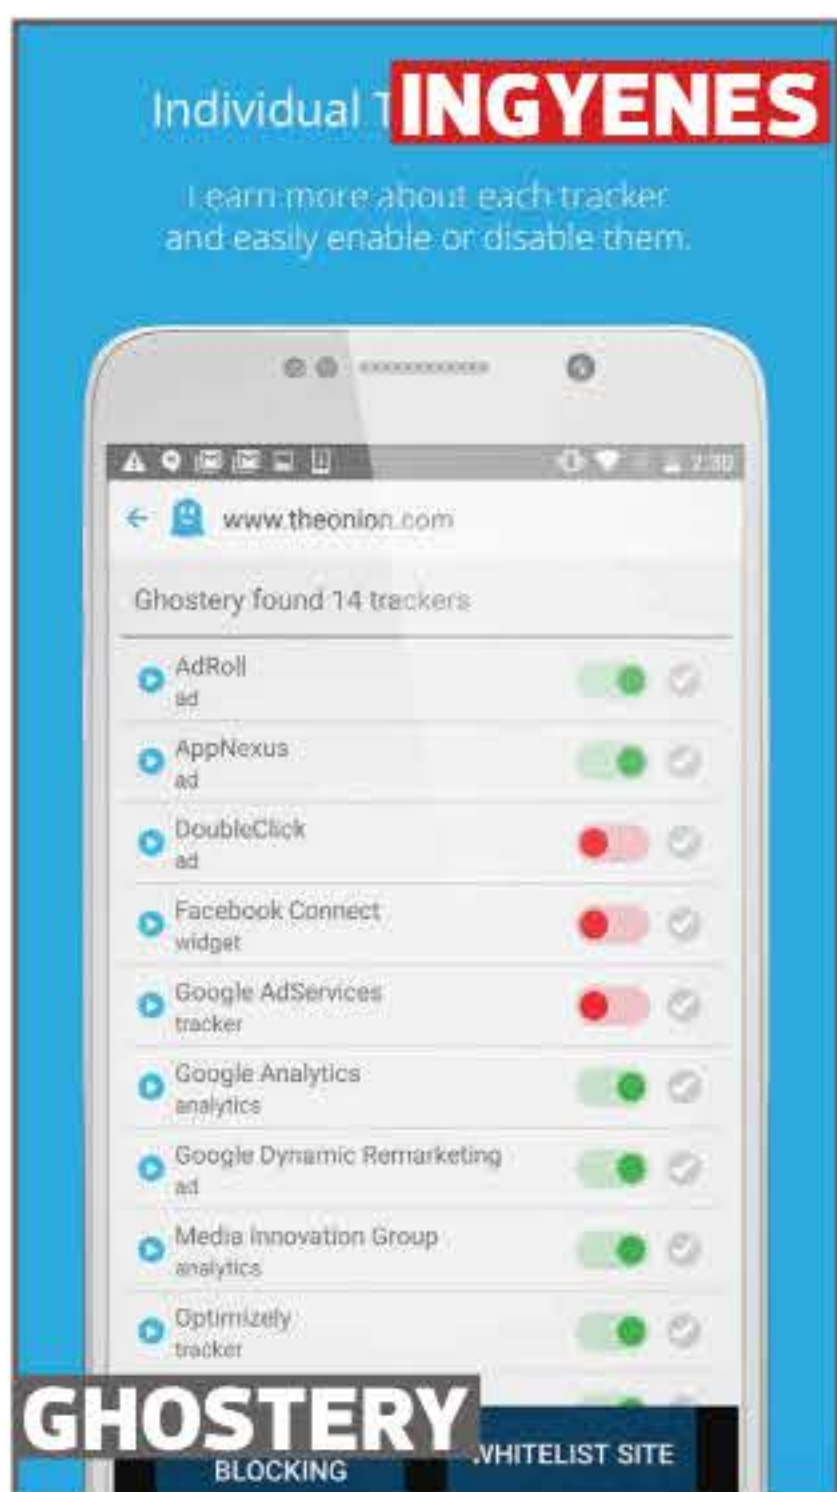 Individual T
INGYENES
Learn more about each tracker
and easily enable or disable them.
2:30
www.theonion.com
Ghostery found 14 trackers
AdRoll
ad
AppNexus
ad
DoubleClick
ad
Facebook Connect
widget
Google AdServices
tracker
Google Analytics
analytics
Google Dynamic Remarketing
ad
Media Innovation Group
analytics
Optimizely
tracker
GHOSTERY
BLOCKING
WHITELIST SITE